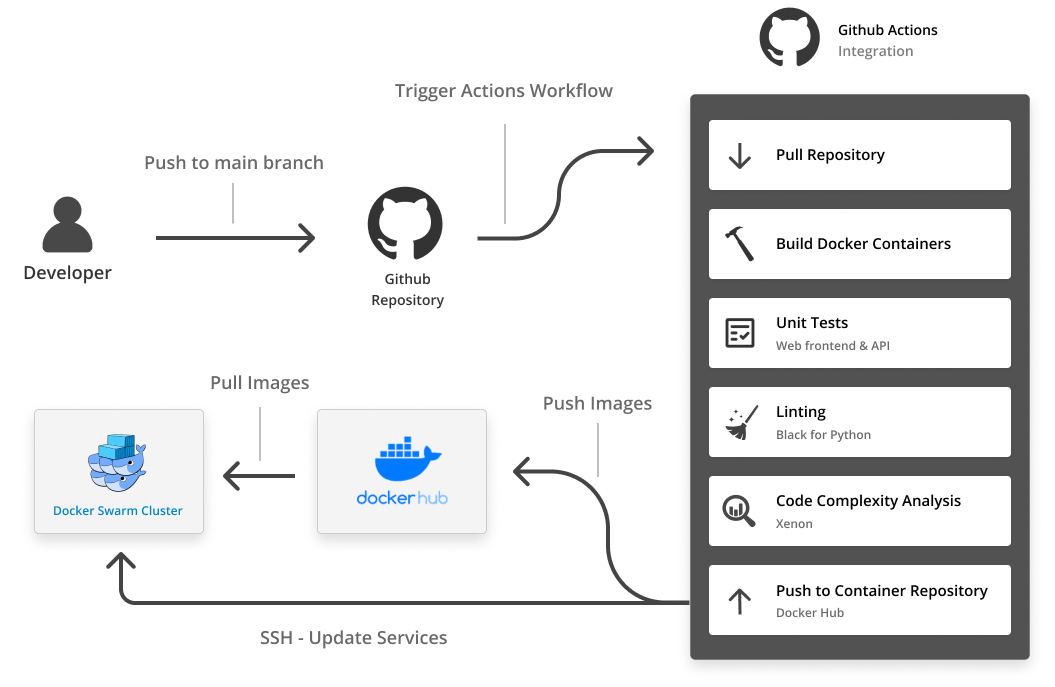 Github Actions
Integration
Trigger Actions Workflow
Push to main branch
Developer
Github
Repository
Pull Repository
Build Docker Containers
Unit Tests
Web frontend & API
Linting
Black for Python
Code Complexity Analysis
Xenon
Push to Container Repository
Docker Hub
Push Images
Pull Images
dockerhub
Docker Swarm Cluster
SSH - Update Services